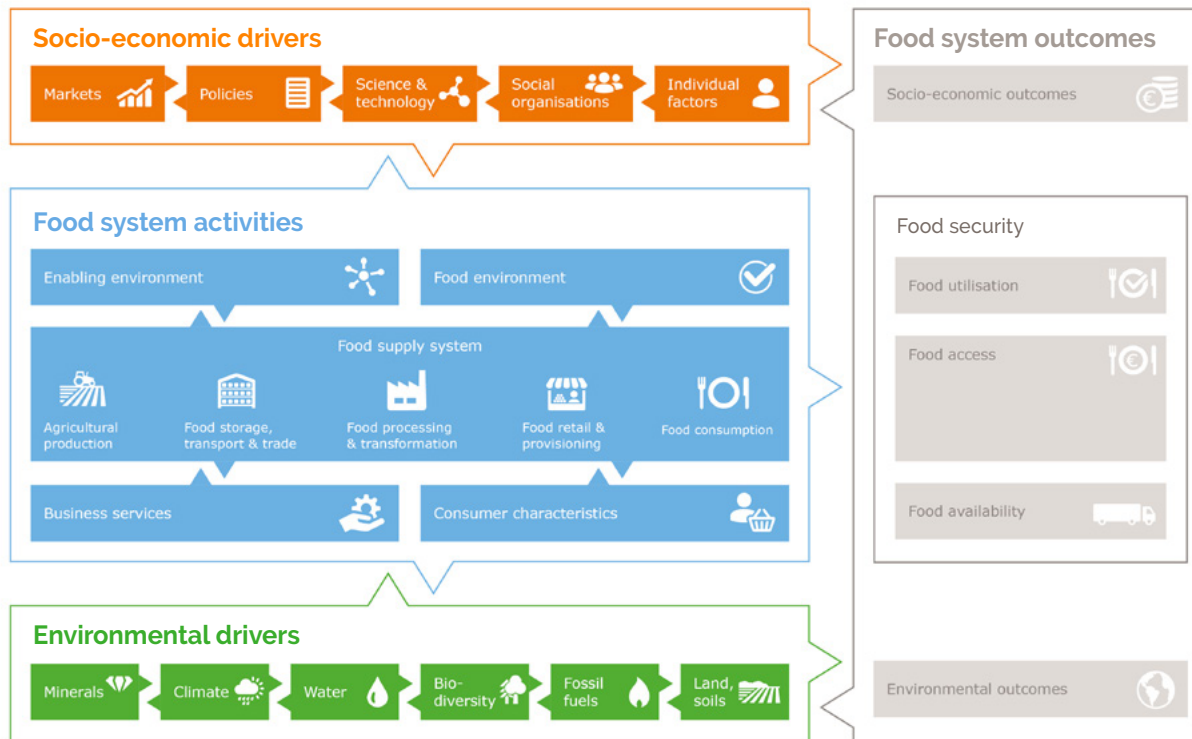 Socio-economic drivers
Markets
Policies
Science &
technology
Social
organisations
Individual
factors
Food system activities
Enabling environment
Food environment
Food supply system
Agricultural
production
Food storage,
transport & trade
Food processing
& transformation
Food retail &
provisioning
Food consumption
Business services
Consumer characteristics
Environmental drivers
Minerals
Climate
Water
Bio-
diversity
Fossil
fuels
Land,
soils
Food system outcomes
Socio-economic outcomes
€
Food security
Food utilisation
Food access
€
Food availability
Environmental outcomes